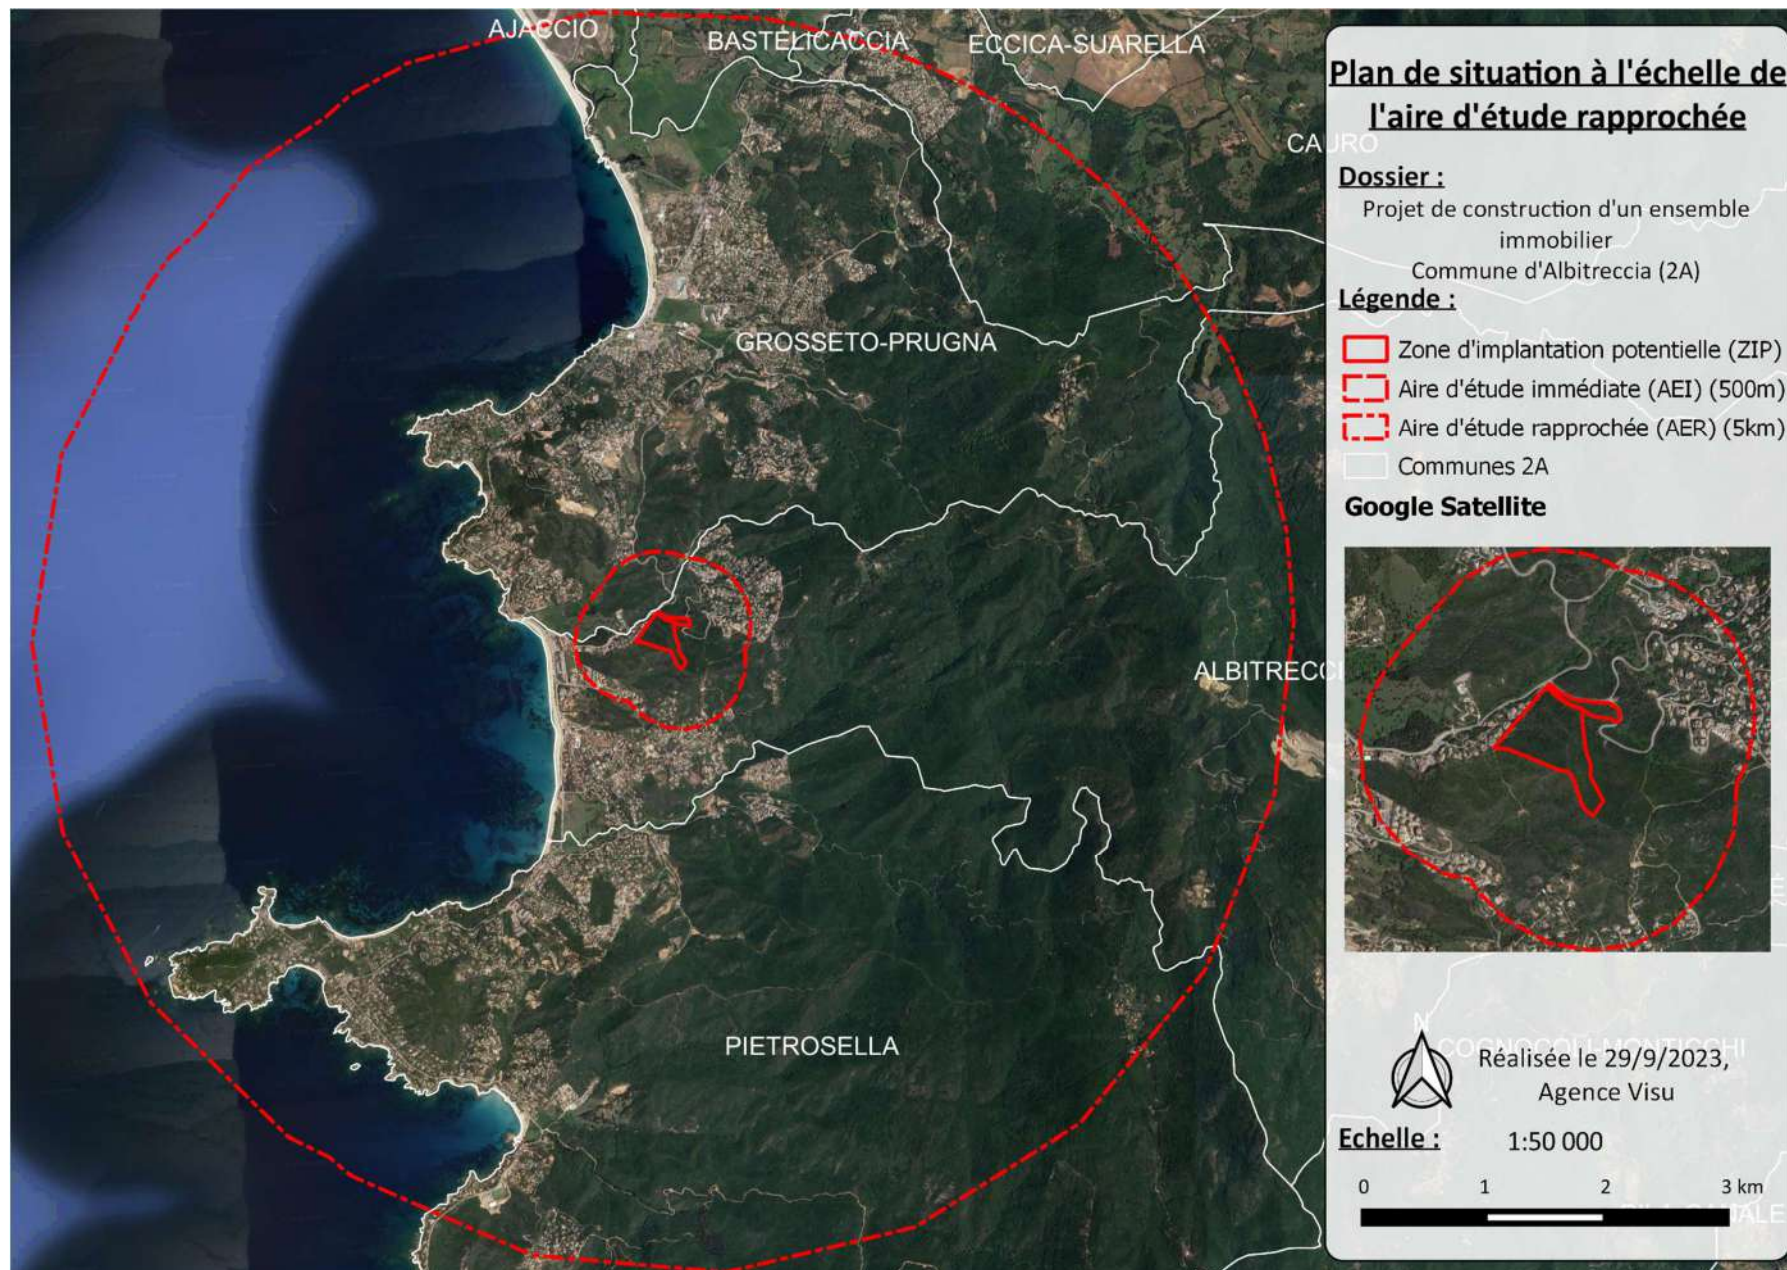 AJACCIO
BASTELICACCIA
ECCICA-SUARELLA
CAURO
GROSSETO-PRUGNA
ALBITRECCI
PIETROSELLA
Plan de situation à l'échelle de
l'aire d'étude rapprochée
Dossier :
Projet de construction d'un ensemble
immobilier
Commune d'Albitreccia (2A)
Légende :
Zone d'implantation potentielle (ZIP)
Aire d'étude immédiate (AEI) (500m)
Aire d'étude rapprochée (AER) (5km)
Communes 2A
Google Satellite
N
COGNOCOLI-MONTICCHI
Réalisée le 29/9/2023,
Agence Visu
Echelle :
1:50 000
0 1 2 3 km